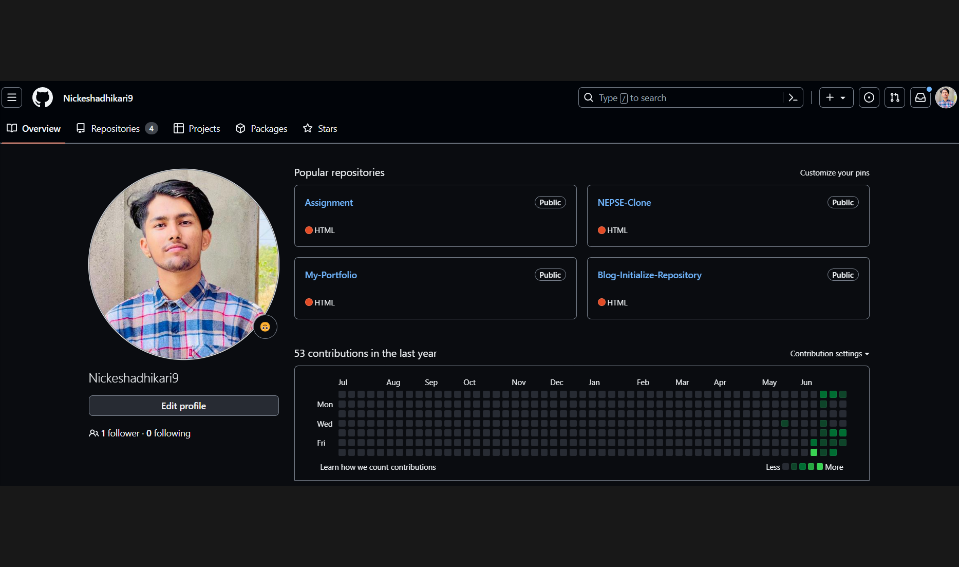 Nickeshadhikari9
Type / to search
Overview Repositories 4 Projects Packages Stars
Popular repositories Customize your pins
Assignment Public
HTML
NEPSE-Clone Public
HTML
My-Portfolio Public
HTML
Blog-Initialize-Repository Public
HTML
Nickeshadhikari9
Edit profile
1 follower · 0 following
53 contributions in the last year Contribution settings
Jul Aug Sep Oct Nov Dec Jan Feb Mar Apr May Jun
Mon
Wed
Fri
Learn how we count contributions Less More